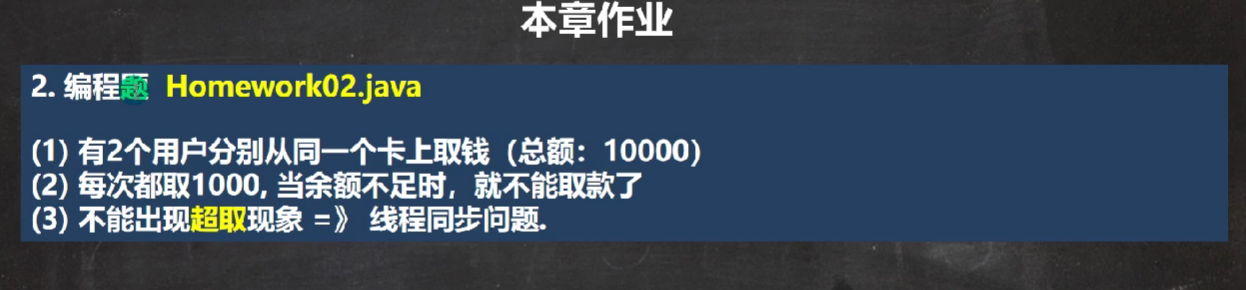 本章作业
2. 编程题 Homework02.java
(1) 有2个用户分别从同一个卡上取钱（总额：10000）
(2) 每次都取1000, 当余额不足时，就不能取款了
(3) 不能出现超取现象 =》 线程同步问题.